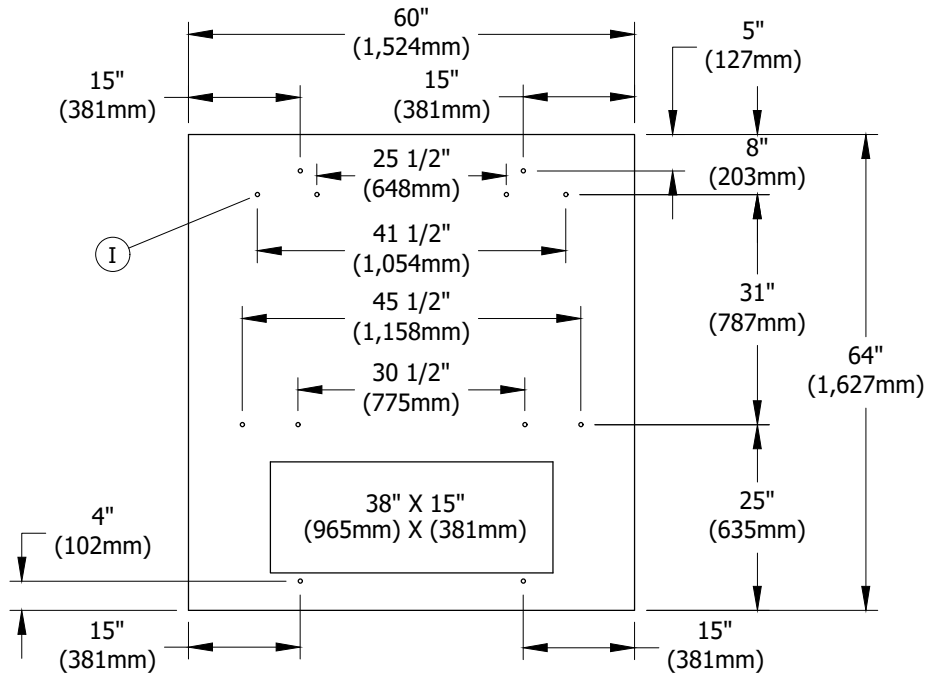 60"
(1,524mm)
5"
(127mm)
15"
(381mm)
15"
(381mm)
8"
(203mm)
25 1/2"
(648mm)
I
41 1/2"
(1,054mm)
31"
(787mm)
45 1/2"
(1,158mm)
64"
(1,627mm)
30 1/2"
(775mm)
38" X 15"
(965mm) X (381mm)
25"
(635mm)
4"
(102mm)
15"
(381mm)
15"
(381mm)